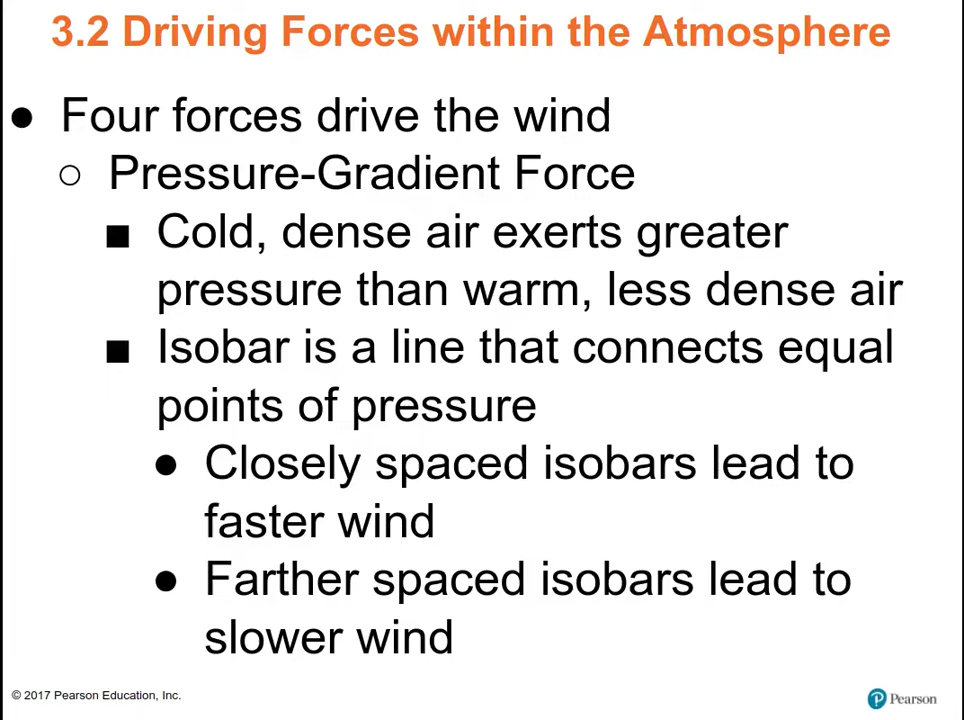 3.2 Driving Forces within the Atmosphere
● Four forces drive the wind
○ Pressure-Gradient Force
■ Cold, dense air exerts greater
pressure than warm, less dense air
■ Isobar is a line that connects equal
points of pressure
● Closely spaced isobars lead to
faster wind
● Farther spaced isobars lead to
slower wind
© 2017 Pearson Education, Inc.
P Pearson